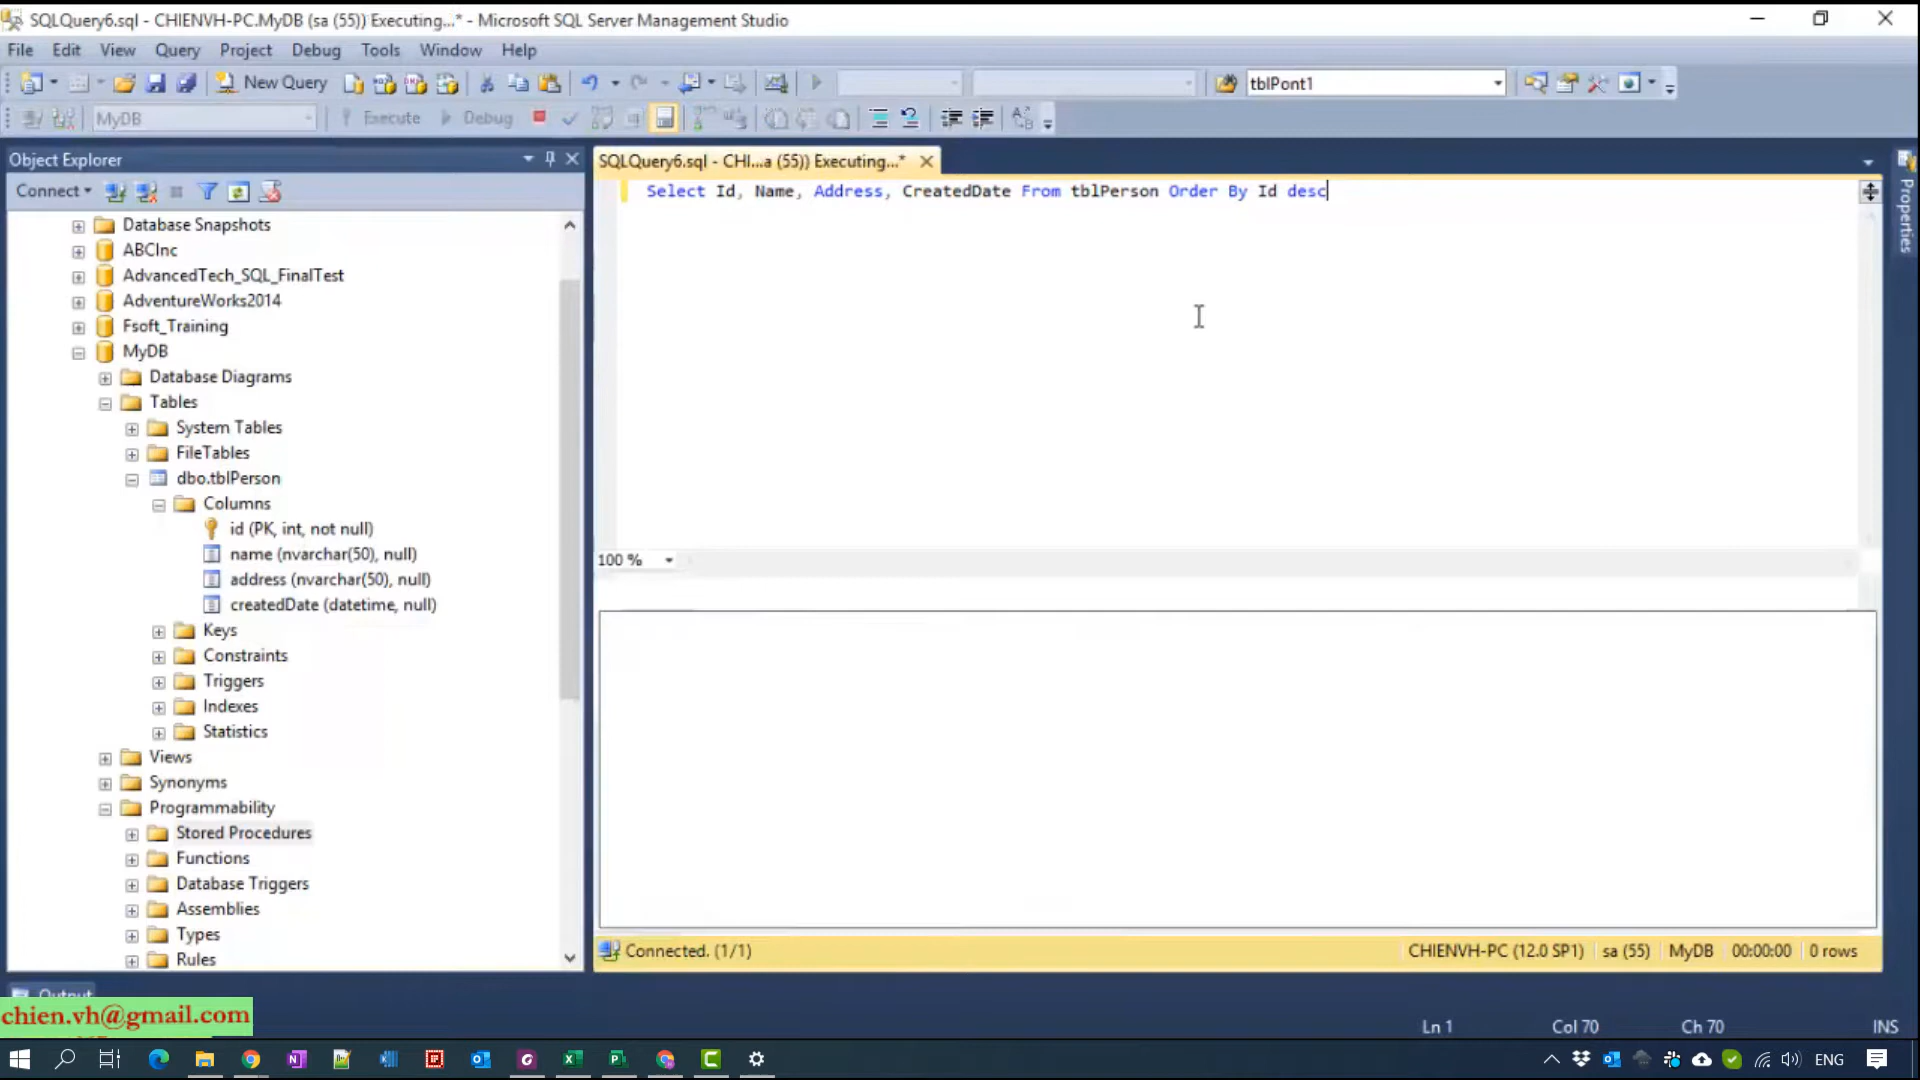 SQLQuery6.sql - CHIENVH-PC.MyDB (sa (55)) Executing...* - Microsoft SQL Server Management Studio
File Edit View Query Project Debug Tools Window Help
New Query tblPont1
MyDB Execute Debug
Object Explorer
Connect
SQLQuery6.sql - CHI...a (55)) Executing...*
Select Id, Name, Address, CreatedDate From tblPerson Order By Id desc
Properties
Database Snapshots
ABCInc
AdvancedTech_SQL_FinalTest
AdventureWorks2014
Fsoft_Training
MyDB
Database Diagrams
Tables
System Tables
FileTables
dbo.tblPerson
Columns
id (PK, int, not null)
name (nvarchar(50), null)
address (nvarchar(50), null)
createdDate (datetime, null)
Keys
Constraints
Triggers
Indexes
Statistics
Views
Synonyms
Programmability
Stored Procedures
Functions
Database Triggers
Assemblies
Types
Rules
100 %
Connected. (1/1) CHIENVH-PC (12.0 SP1) sa (55) MyDB 00:00:00 0 rows
Output
chien.vh@gmail.com
Ln 1 Col 70 Ch 70 INS
ENG